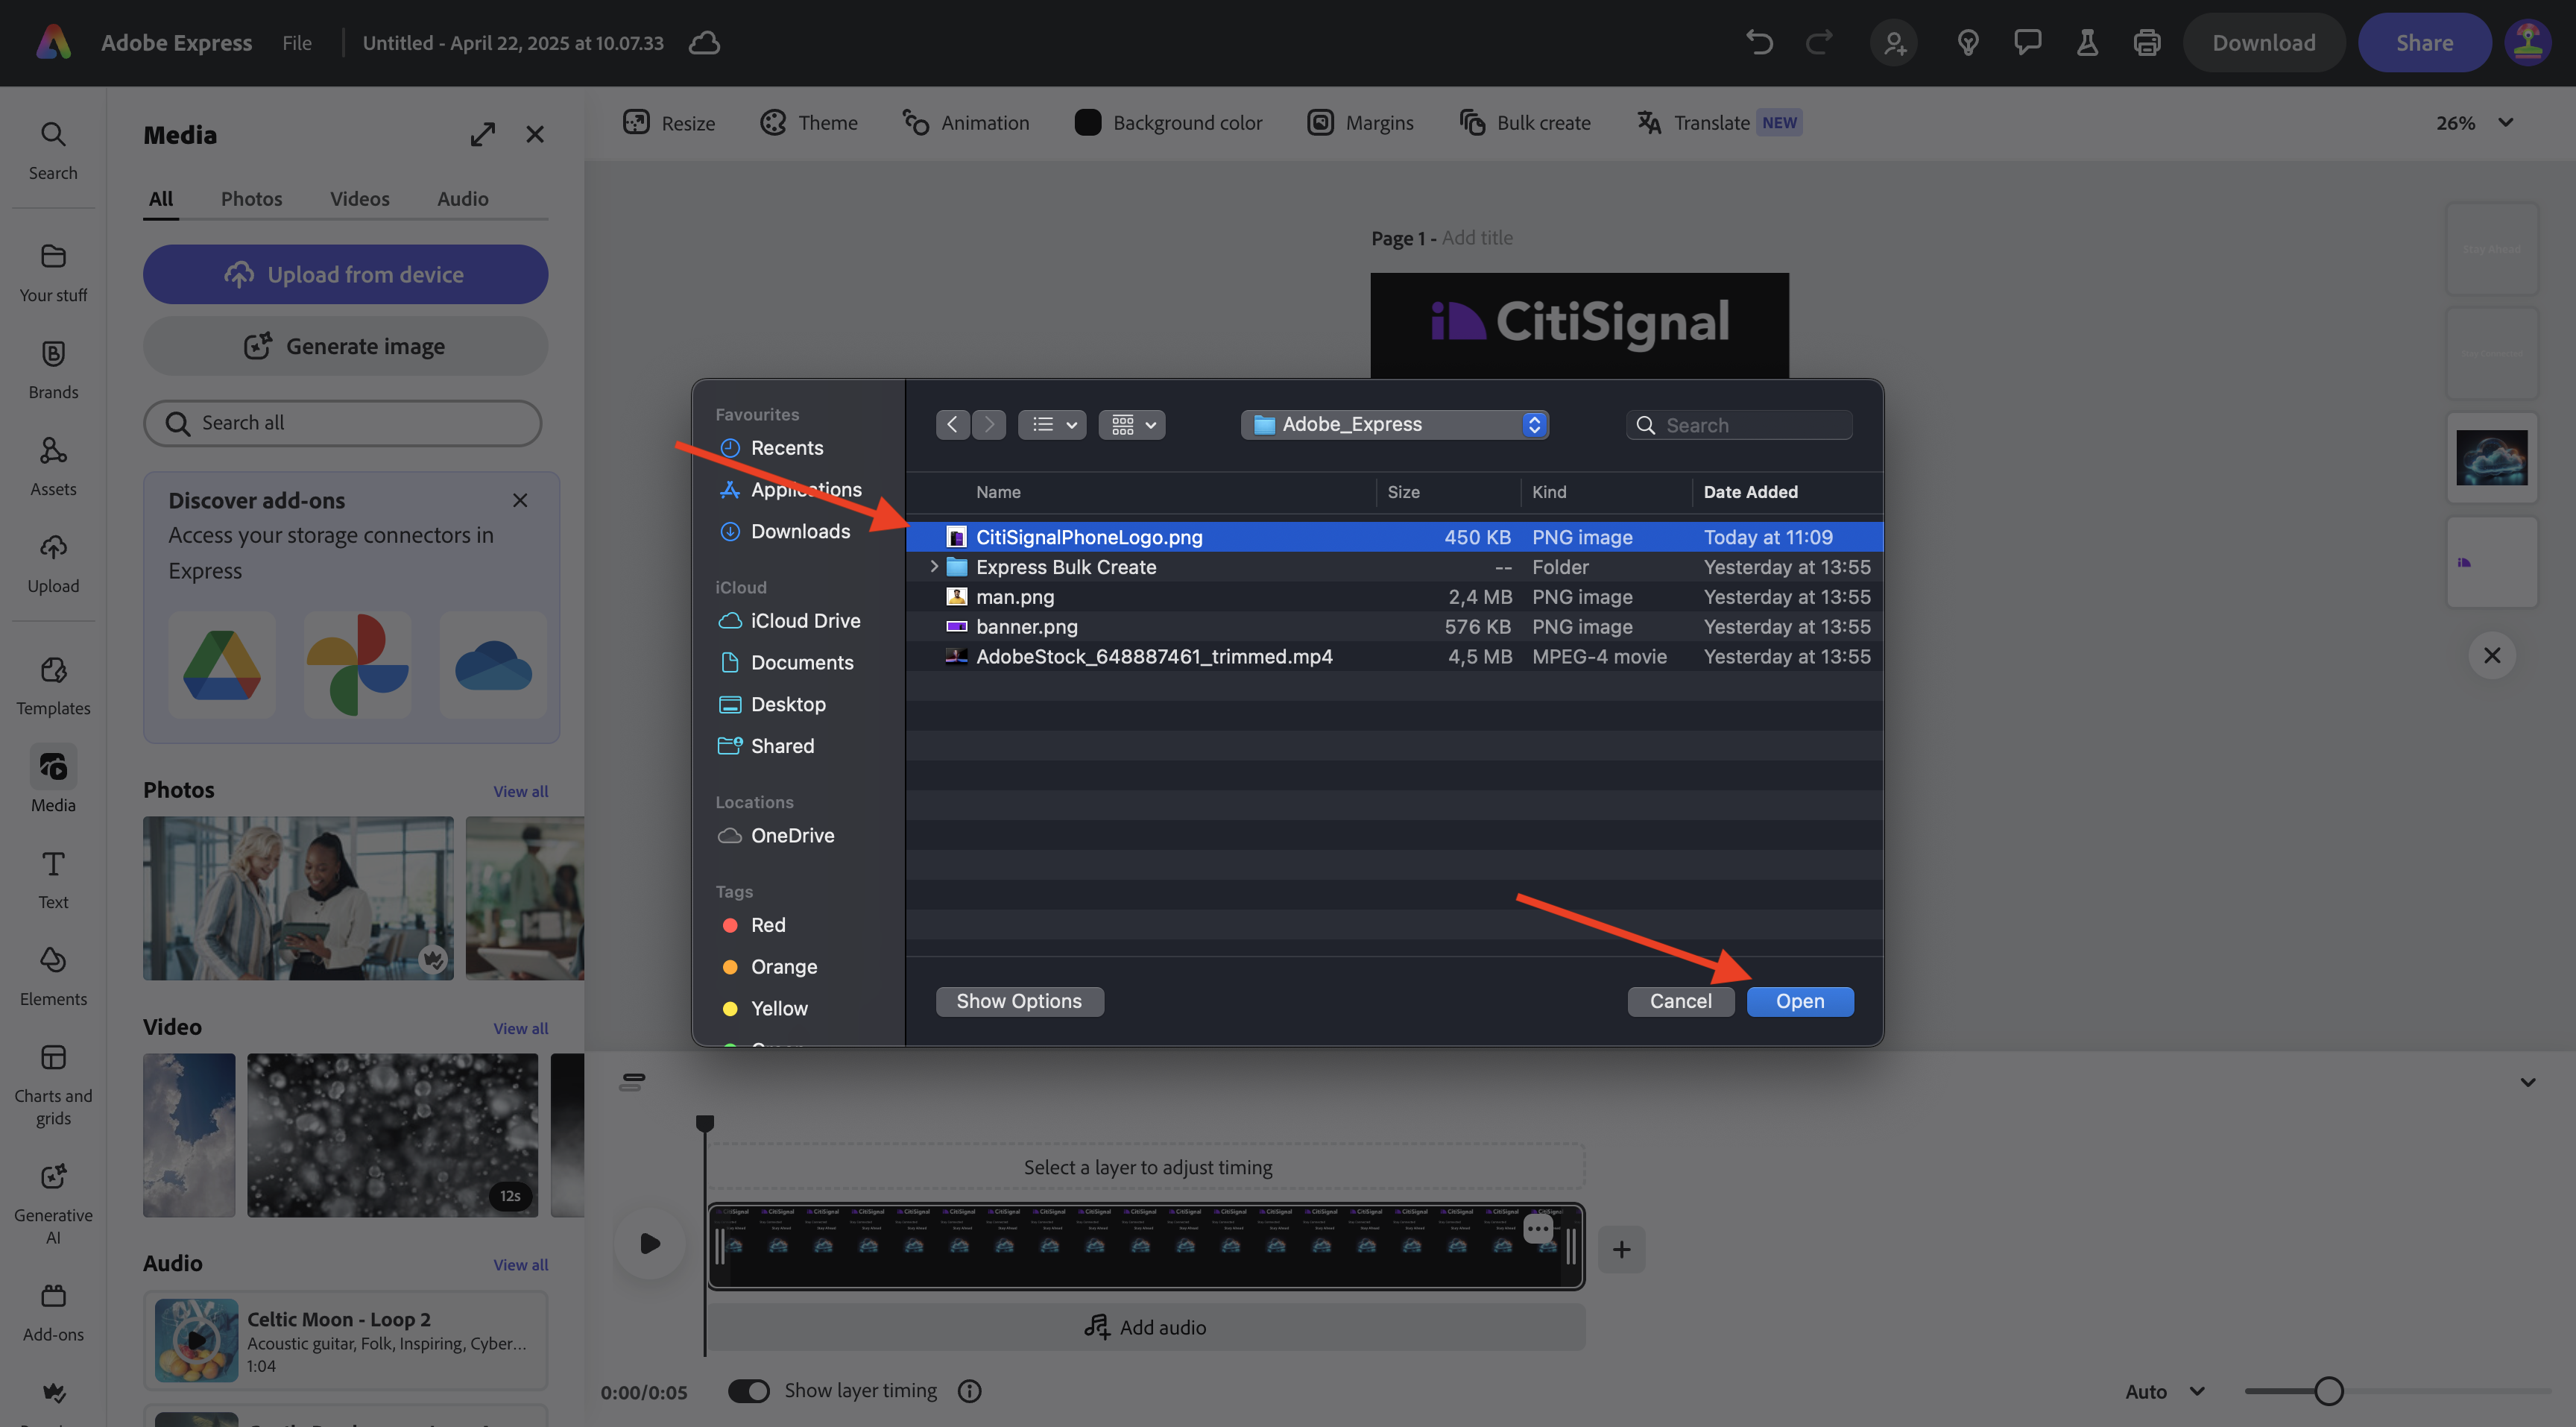 Adobe Express
File
Untitled - April 22, 2025 at 10.07.33
Download
Share
Search
Your stuff
Brands
Assets
Upload
Templates
Media
Text
Elements
Charts and
grids
Generative
AI
Add-ons
Media
All
Photos
Videos
Audio
Upload from device
Generate image
Search all
Discover add-ons
Access your storage connectors in
Express
Photos
View all
Video
View all
12s
Audio
View all
Celtic Moon - Loop 2
Acoustic guitar, Folk, Inspiring, Cyber...
1:04
Resize
Theme
Animation
Background color
Margins
Bulk create
Translate NEW
26%
Page 1 - Add title
CitiSignal
Stay Ahead
Favourites
Recents
Applications
Downloads
iCloud
iCloud Drive
Documents
Desktop
Shared
Locations
OneDrive
Tags
Red
Orange
Yellow
Adobe_Express
Search
Name Size Kind Date Added
CitiSignalPhoneLogo.png 450 KB PNG image Today at 11:09
Express Bulk Create -- Folder Yesterday at 13:55
man.png 2,4 MB PNG image Yesterday at 13:55
banner.png 576 KB PNG image Yesterday at 13:55
AdobeStock_648887461_trimmed.mp4 4,5 MB MPEG-4 movie Yesterday at 13:55
Show Options
Cancel
Open
Select a layer to adjust timing
Add audio
0:00/0:05
Show layer timing
Auto